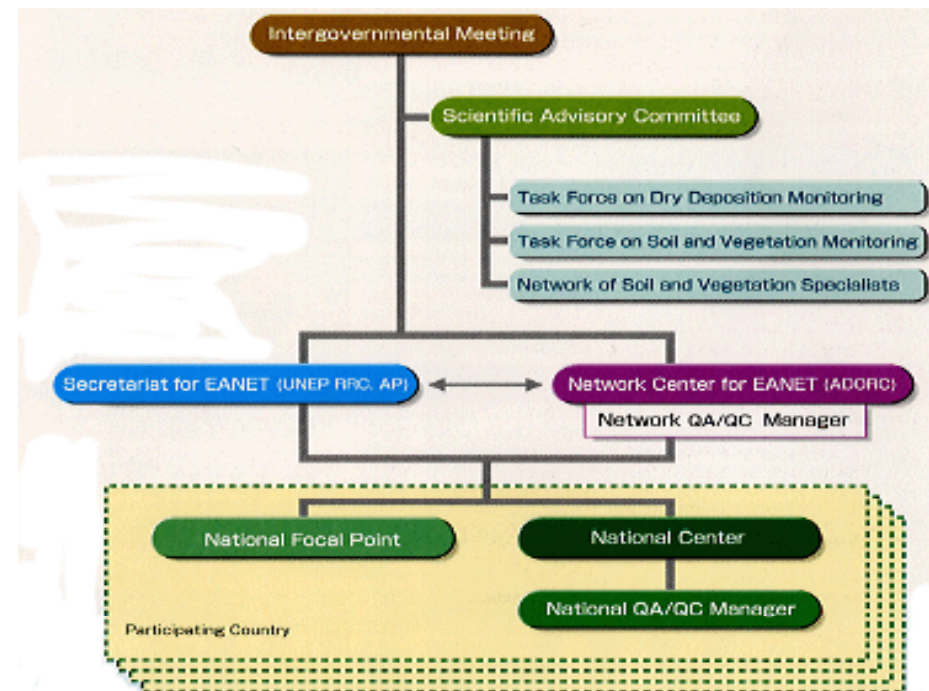 Intergovernmental Meeting
Scientific Advisory Committee
Task Force on Dry Deposition Monitoring
Task Force on Soil and Vegetation Monitoring
Network of Soil and Vegetation Specialists
Secretariat for EANET (UNEP RRC. AP)
Network Center for EANET (ADORC)
Network QA/QC Manager
National Focal Point
National Center
National QA/QC Manager
Participating Country